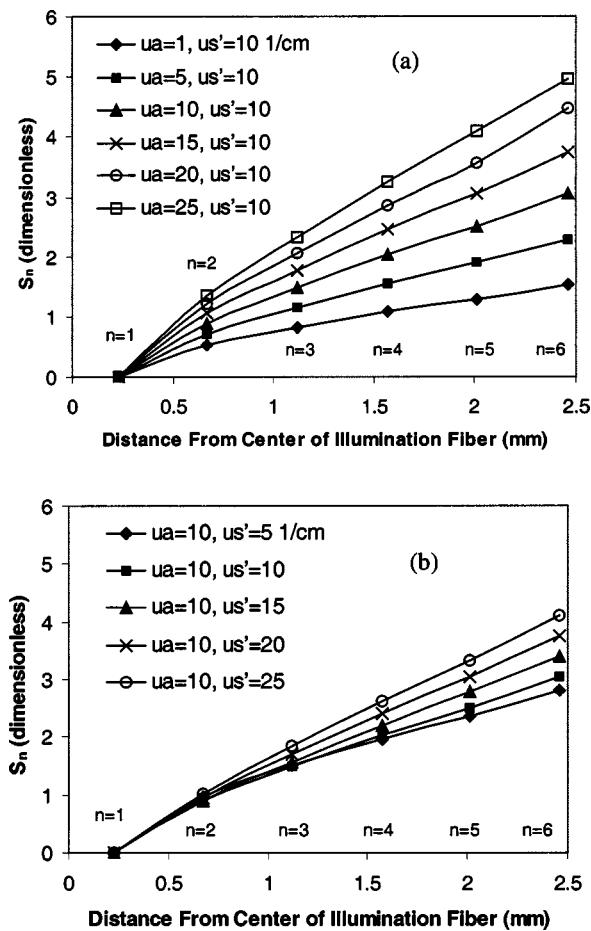 6
5
4
3
2
1
0
Sn (dimensionless)
ua=1, us'=10 1/cm
ua=5, us'=10
ua=10, us'=10
ua=15, us'=10
ua=20, us'=10
ua=25, us'=10
(a)
n=1
n=2
n=3
n=4
n=5
n=6
0 0.5 1 1.5 2 2.5
Distance From Center of Illumination Fiber (mm)
6
5
4
3
2
1
0
Sn (dimensionless)
ua=10, us'=5 1/cm
ua=10, us'=10
ua=10, us'=15
ua=10, us'=20
ua=10, us'=25
(b)
n=1
n=2
n=3
n=4
n=5
n=6
0 0.5 1 1.5 2 2.5
Distance From Center of Illumination Fiber (mm)